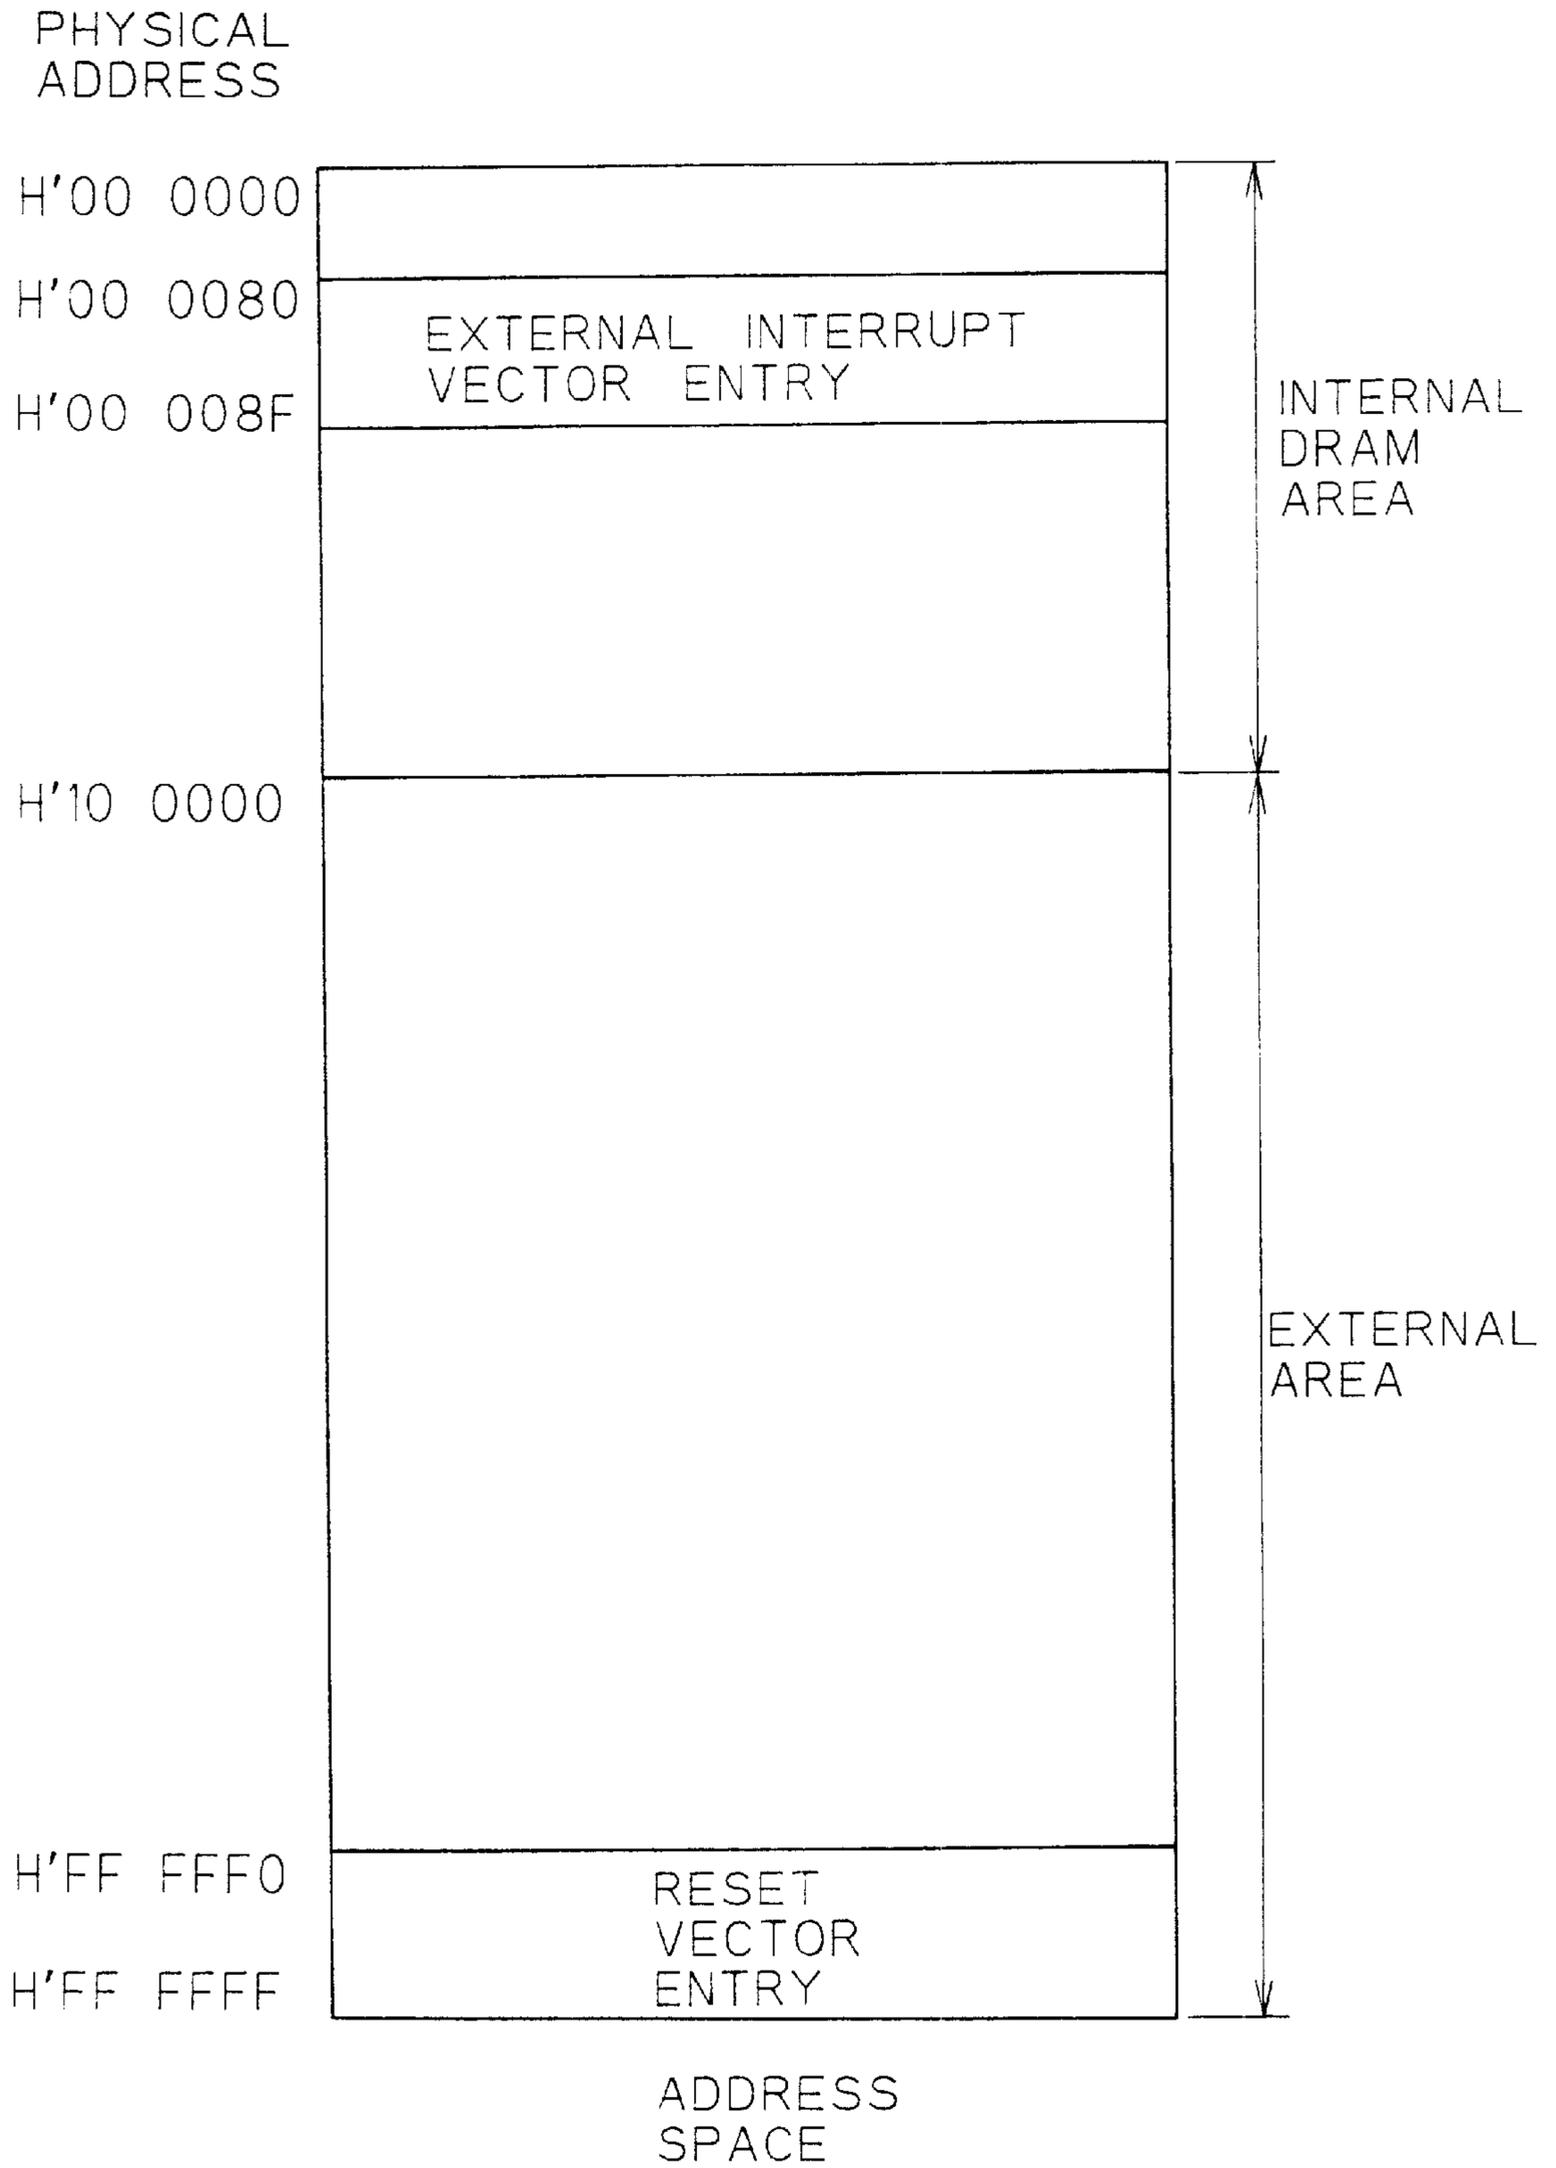 PHYSICAL
ADDRESS
H'00 0000
H'00 0080
EXTERNAL INTERRUPT
VECTOR ENTRY
H'00 008F
INTERNAL
DRAM
AREA
H'10 0000
EXTERNAL
AREA
H'FF FFF0
RESET
VECTOR
ENTRY
H'FF FFFF
ADDRESS
SPACE